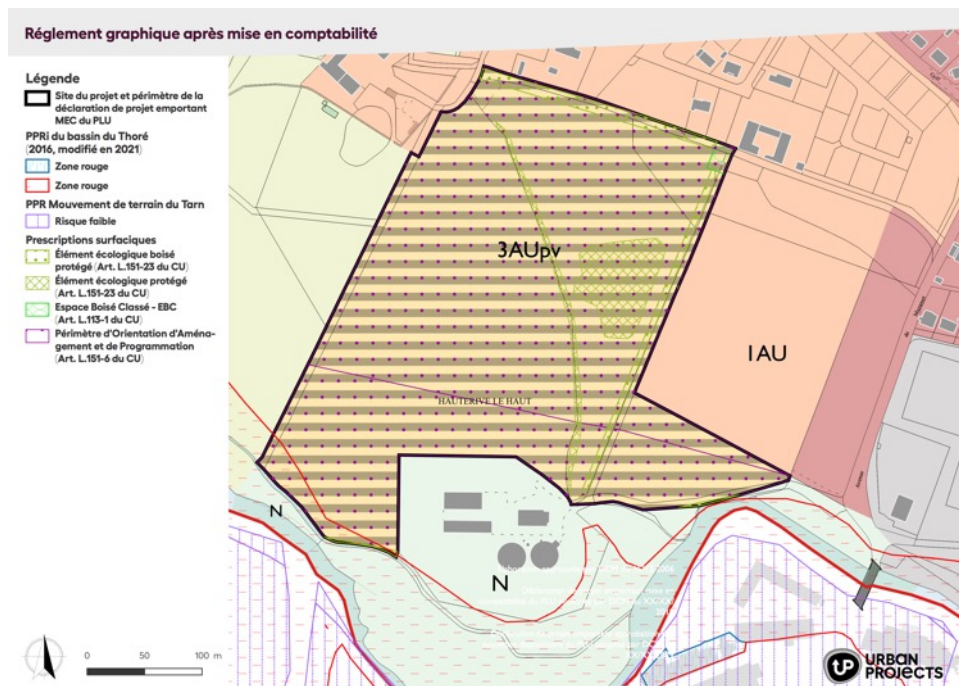 Réglement graphique après mise en comptabilité
Légende
Site du projet et périmètre de la
déclaration de projet emportant
MEC du PLU
PPRi du bassin du Thoré
(2016, modifié en 2021)
Zone rouge
Zone rouge
PPR Mouvement de terrain du Tarn
Risque faible
Prescriptions surfaciques
Élément écologique boisé
protégé (Art. L.151-23 du CU)
Élément écologique protégé
(Art. L.151-23 du CU)
Espace Boisé Classé - EBC
(Art. L.113-1 du CU)
Périmètre d'Orientation d'Aména-
gement et de Programmation
(Art. L.151-6 du CU)
3AUpv
1AU
HAUTERIVE LE HAUT
N
N
0 50 100 m
UP URBAN
PROJECTS